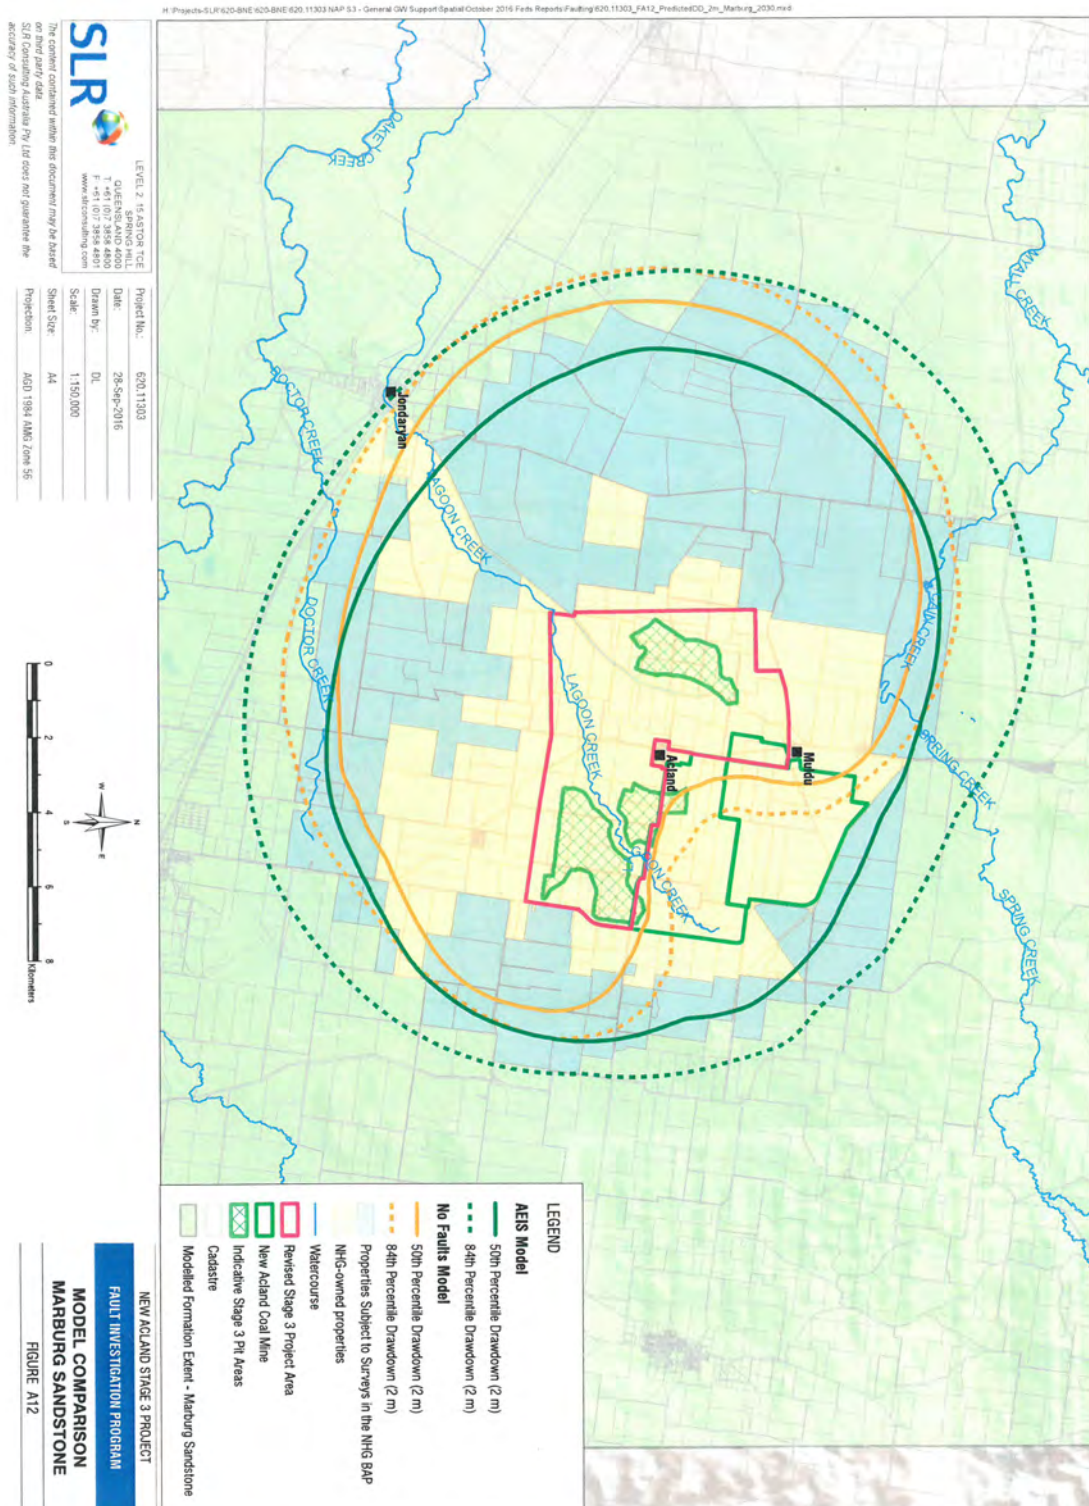 H:\Projects-SLR\620-BNE\620-BNE\620.11303 NAP S3 - General GW Support\Spatial\October 2016 Fults Reports\Faulting\620.11303_FA12_PredictedDD_2m_Marburg_2030.mxd
OAKEY CREEK
MYALL CREEK
DOCTOR CREEK
Jondaryan
LAGOON CREEK
DOCTOR CREEK
LAGOON CREEK
Acland
Muldu
SPRING CREEK
SPRING CREEK
LEGEND
AEIS Model
50th Percentile Drawdown (2 m)
84th Percentile Drawdown (2 m)
No Faults Model
50th Percentile Drawdown (2 m)
84th Percentile Drawdown (2 m)
Properties Subject to Surveys in the NHG BAP
NHG-owned properties
Watercourse
Revised Stage 3 Project Area
New Acland Coal Mine
Indicative Stage 3 Pit Areas
Cadastre
Modelled Formation Extent - Marburg Sandstone
SLR
LEVEL 2, 15 ASTOR TCE
SPRING HILL
QUEENSLAND 4000
T: +61 (0)7 3858 4800
F: +61 (0)7 3858 4801
www.slrconsulting.com
The content contained within this document may be based
on third party data.
SLR Consulting Australia Pty Ltd does not guarantee the
accuracy of such information.
Project No.: 620.11303
Date: 28-Sep-2016
Drawn by: DL
Scale: 1:150,000
Sheet Size: A4
Projection: AGD 1984 AMG Zone 56
N
W E
S
0 2 4 6 8
Kilometers
NEW ACLAND STAGE 3 PROJECT
FAULT INVESTIGATION PROGRAM
MODEL COMPARISON
MARBURG SANDSTONE
FIGURE A12